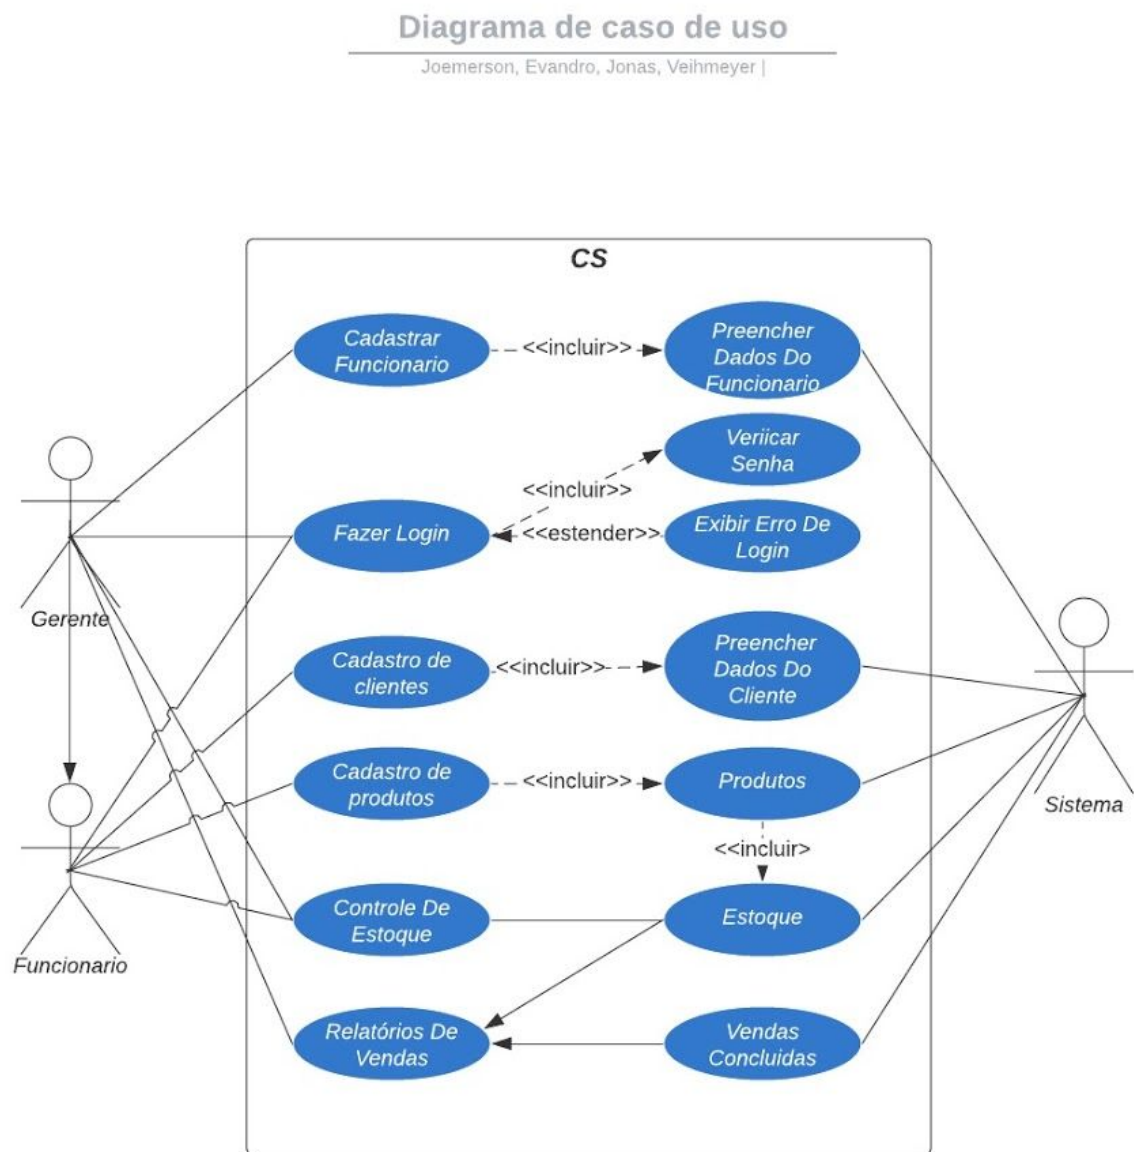 Diagrama de caso de uso
Joemerson, Evandro, Jonas, Veihmeyer |
CS
Cadastrar
Funcionario
<<incluir>>
Preencher
Dados Do
Funcionario
Veriicar
Senha
<<incluir>>
Fazer Login
<<estender>>
Exibir Erro De
Login
Gerente
Cadastro de
clientes
<<incluir>>
Preencher
Dados Do
Cliente
Cadastro de
produtos
<<incluir>>
Produtos
Sistema
<<incluir>
Controle De
Estoque
Estoque
Funcionario
Relatórios De
Vendas
Vendas
Concluidas